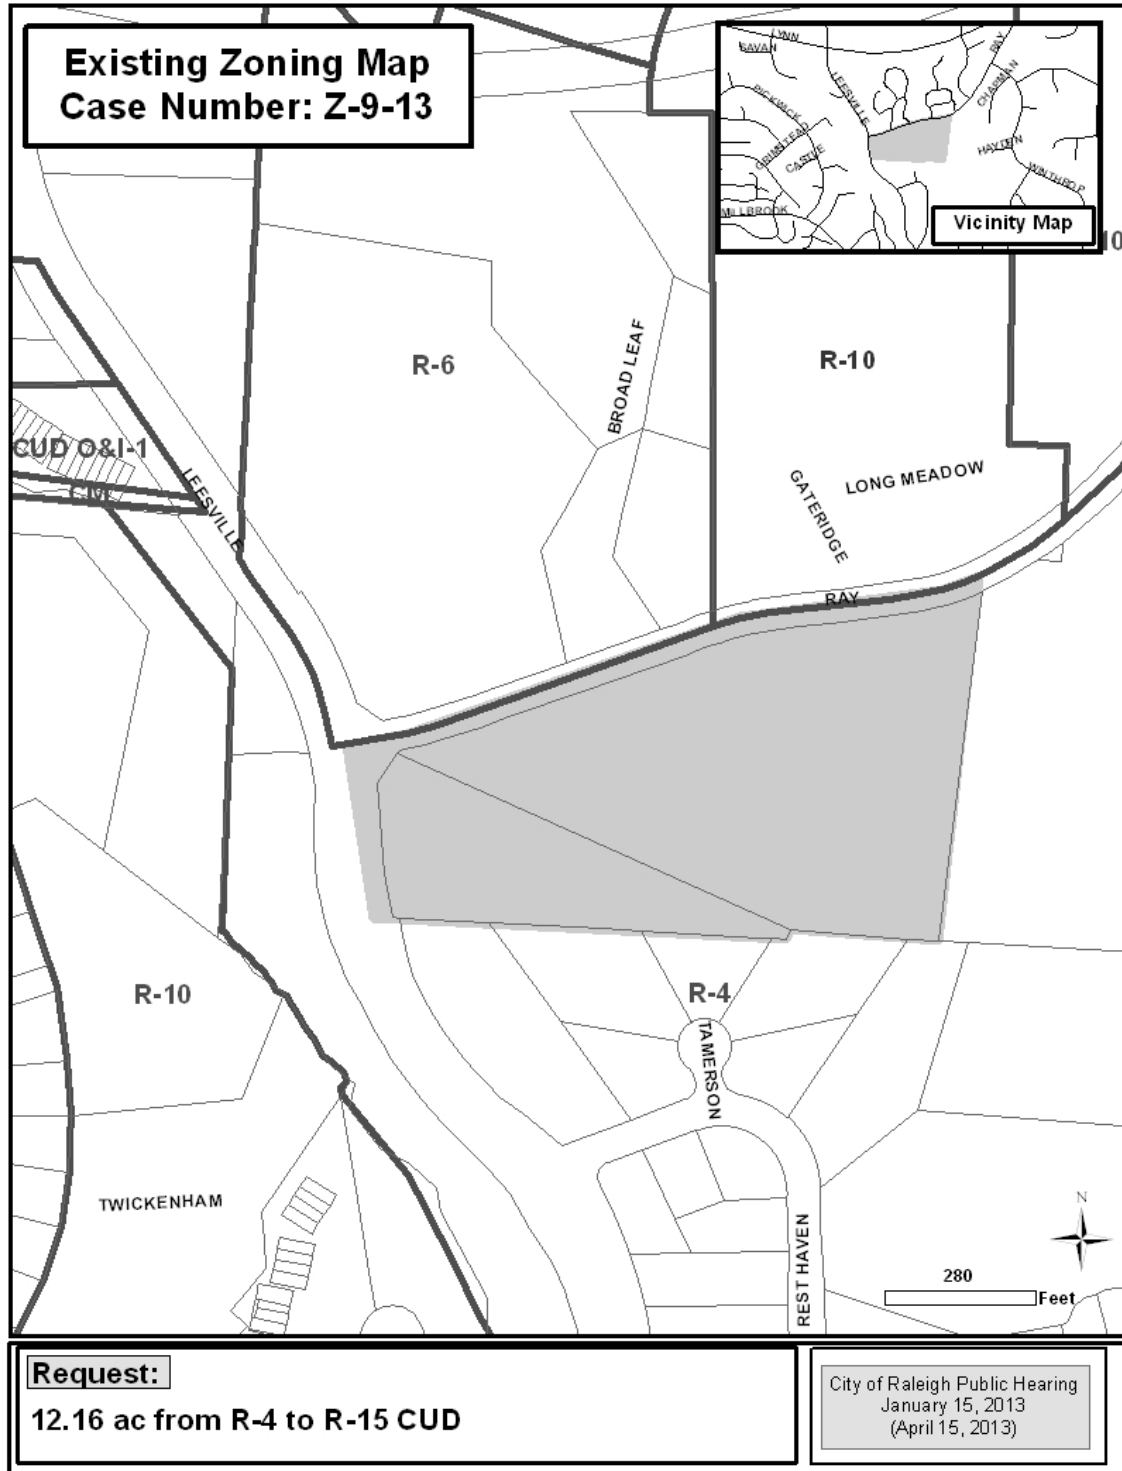 Existing Zoning Map
Case Number: Z-9-13
LYNN
SAVAN
RAY
LEESVILLE
CHAPMAN
PICKWICK
GRIMSTEAD
CASTLE
HAYDEN
WINTHROP
MILLBROOK
Vicinity Map
10
R-6
BROAD LEAF
R-10
CUD O&I-1
CM
LEESVILLE
LONG MEADOW
GATERIDGE
RAY
R-10
R-4
TAMERSON
TWICKENHAM
REST HAVEN
N
280
Feet
Request:
12.16 ac from R-4 to R-15 CUD
City of Raleigh Public Hearing
January 15, 2013
(April 15, 2013)